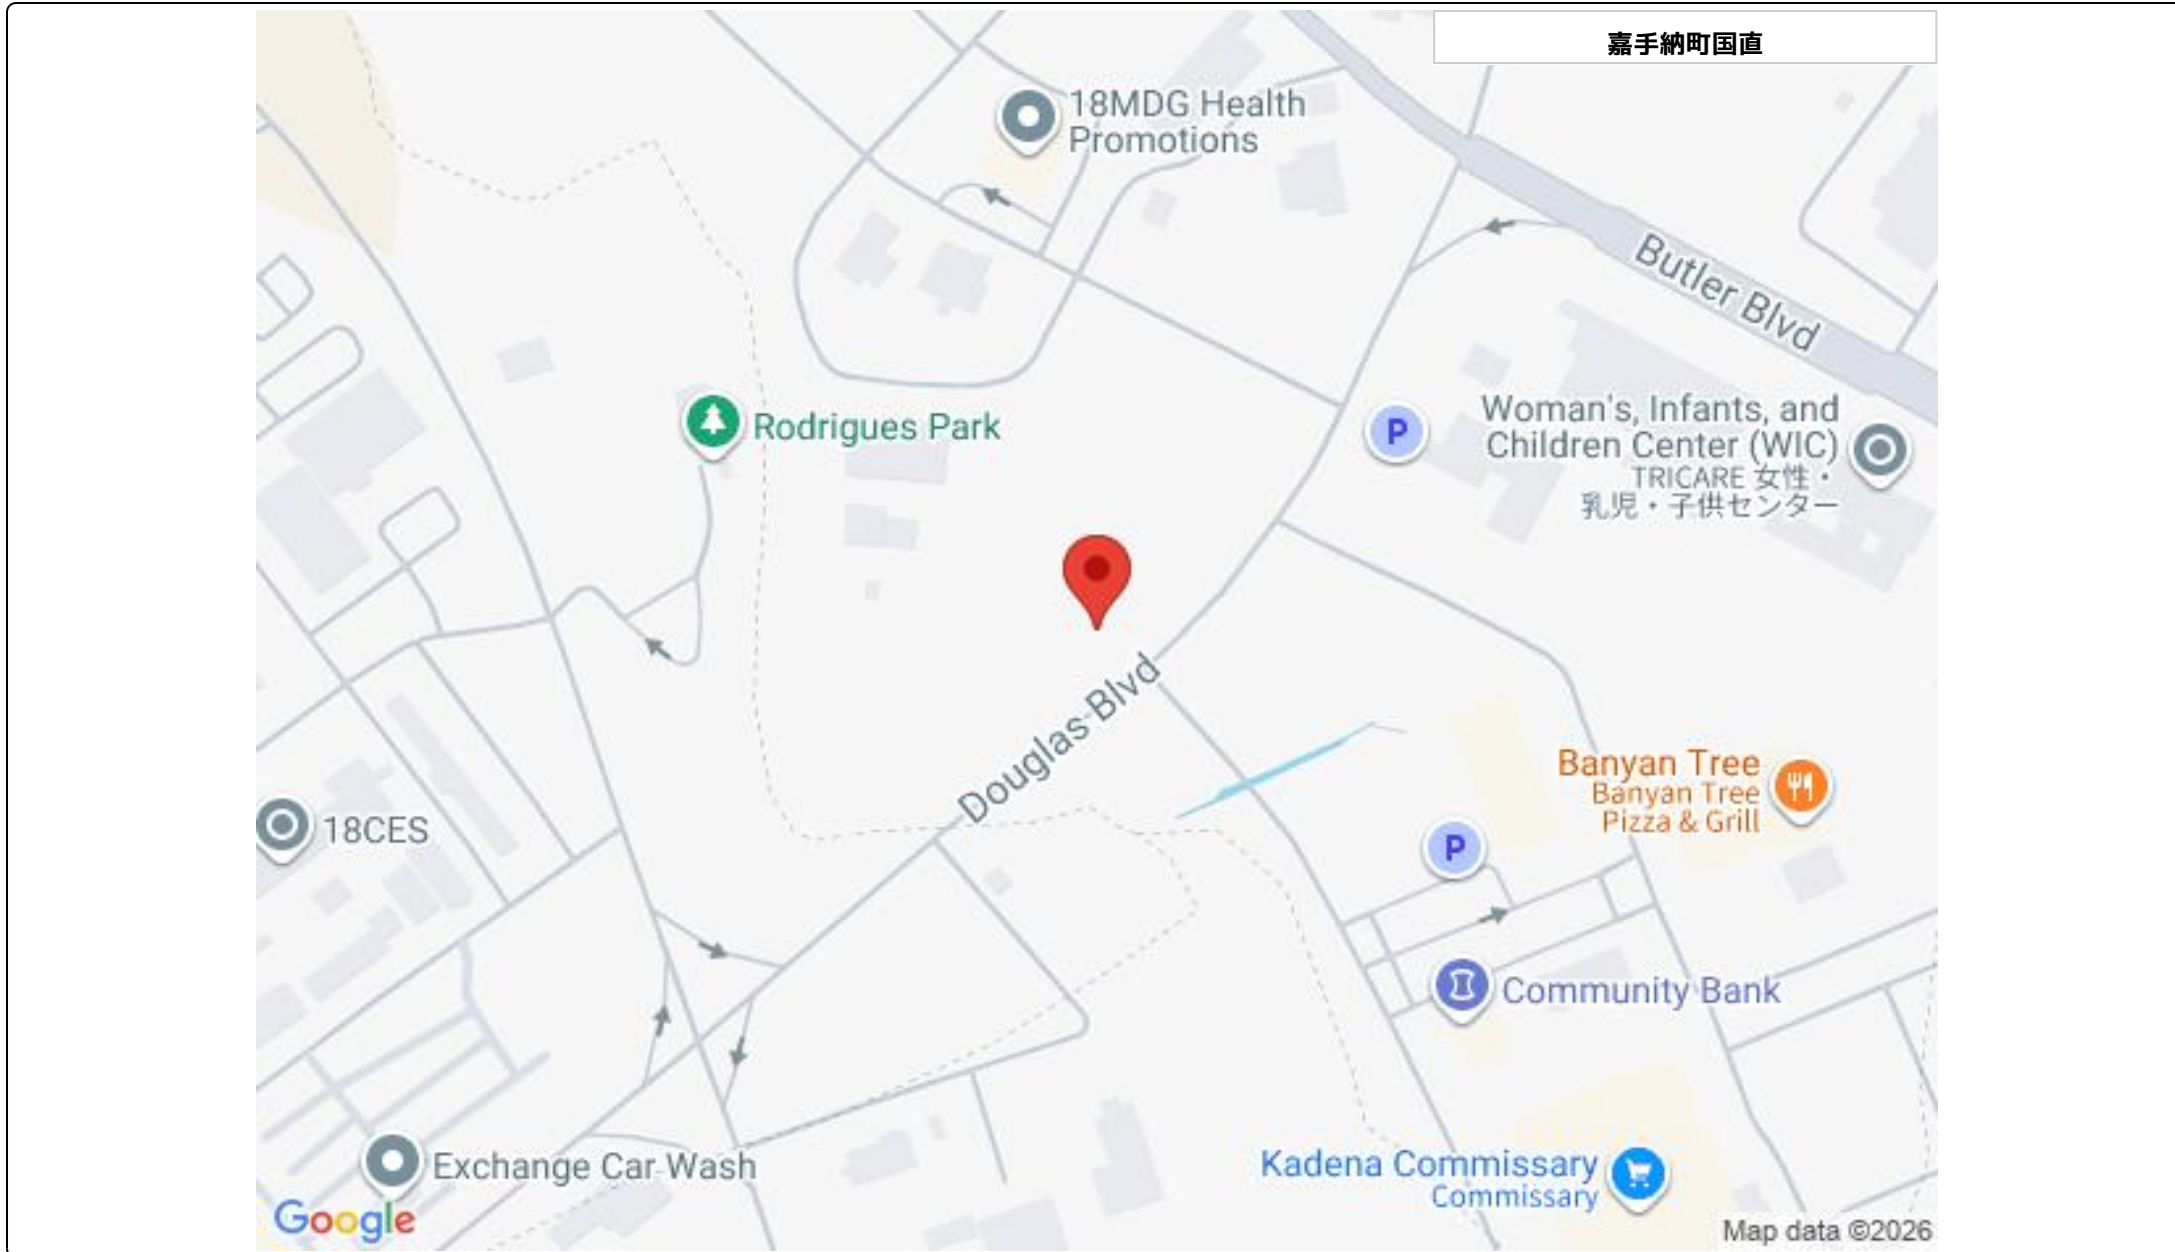 嘉手納町国直
18MDG Health
Promotions
Butler Blvd
Woman's, Infants, and
Children Center (WIC)
TRICARE 女性・
乳児・子供センター
P
Rodrigues Park
Douglas Blvd
Banyan Tree
Banyan Tree
Pizza & Grill
P
18CES
Community Bank
Exchange Car Wash
Kadena Commissary
Commissary
Google
Map data ©2026